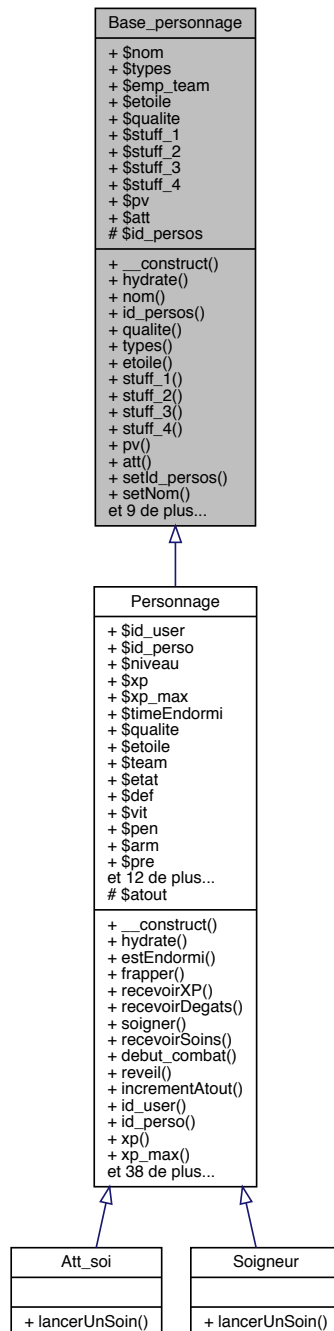 Base_personnage
+ $nom
+ $types
+ $emp_team
+ $etoile
+ $qualite
+ $stuff_1
+ $stuff_2
+ $stuff_3
+ $stuff_4
+ $pv
+ $att
# $id_persos
+ __construct()
+ hydrate()
+ nom()
+ id_persos()
+ qualite()
+ types()
+ etoile()
+ stuff_1()
+ stuff_2()
+ stuff_3()
+ stuff_4()
+ pv()
+ att()
+ setId_persos()
+ setNom()
et 9 de plus...
Personnage
+ $id_user
+ $id_perso
+ $niveau
+ $xp
+ $xp_max
+ $timeEndormi
+ $qualite
+ $etoile
+ $team
+ $etat
+ $def
+ $vit
+ $pen
+ $arm
+ $pre
et 12 de plus...
# $atout
+ __construct()
+ hydrate()
+ estEndormi()
+ frapper()
+ recevoirXP()
+ recevoirDegats()
+ soigner()
+ recevoirSoins()
+ debut_combat()
+ reveil()
+ incrementAtout()
+ id_user()
+ id_perso()
+ xp()
+ xp_max()
et 38 de plus...
Att_soi
+ lancerUnSoin()
Soigneur
+ lancerUnSoin()